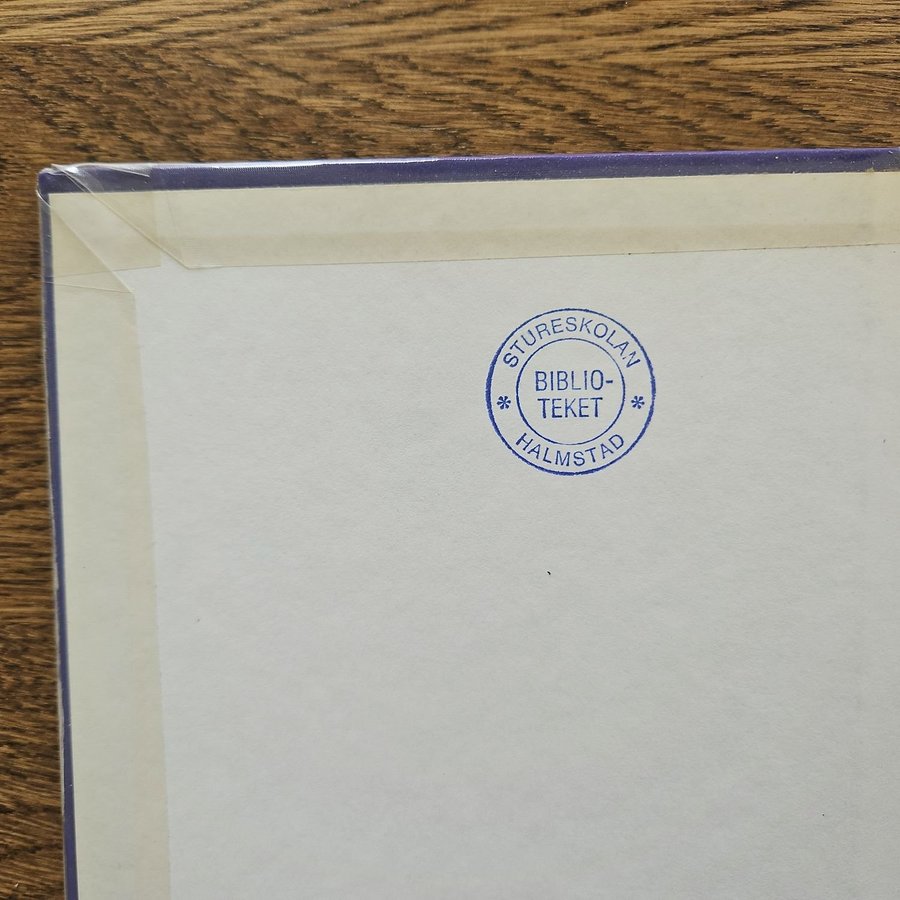 STURESKOLAN
BIBLIO-
TEKET
* *
HALMSTAD